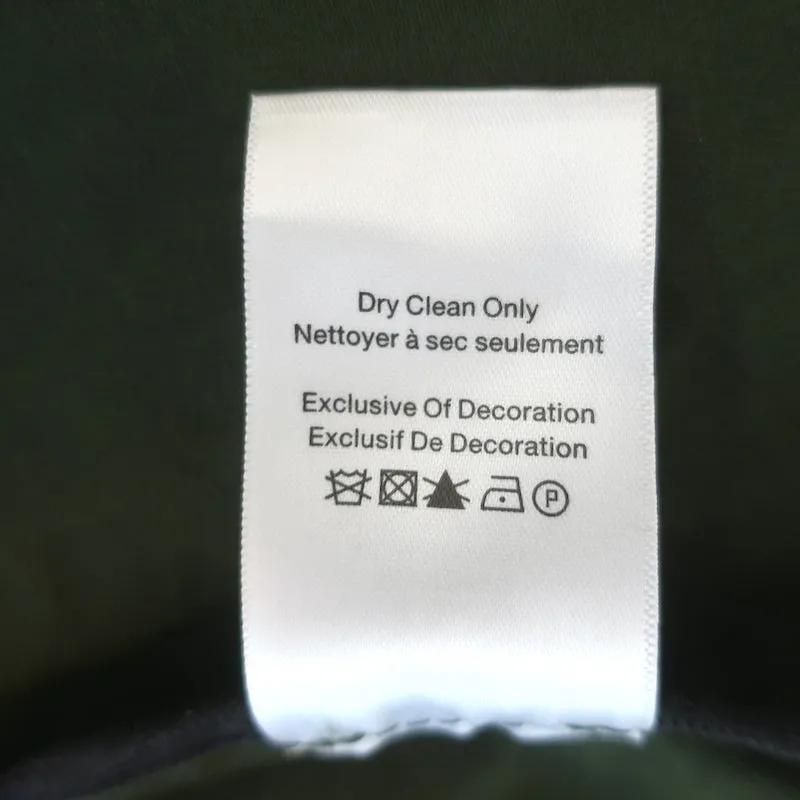 Dry Clean Only
Nettoyer à sec seulement
Exclusive Of Decoration
Exclusif De Decoration
P